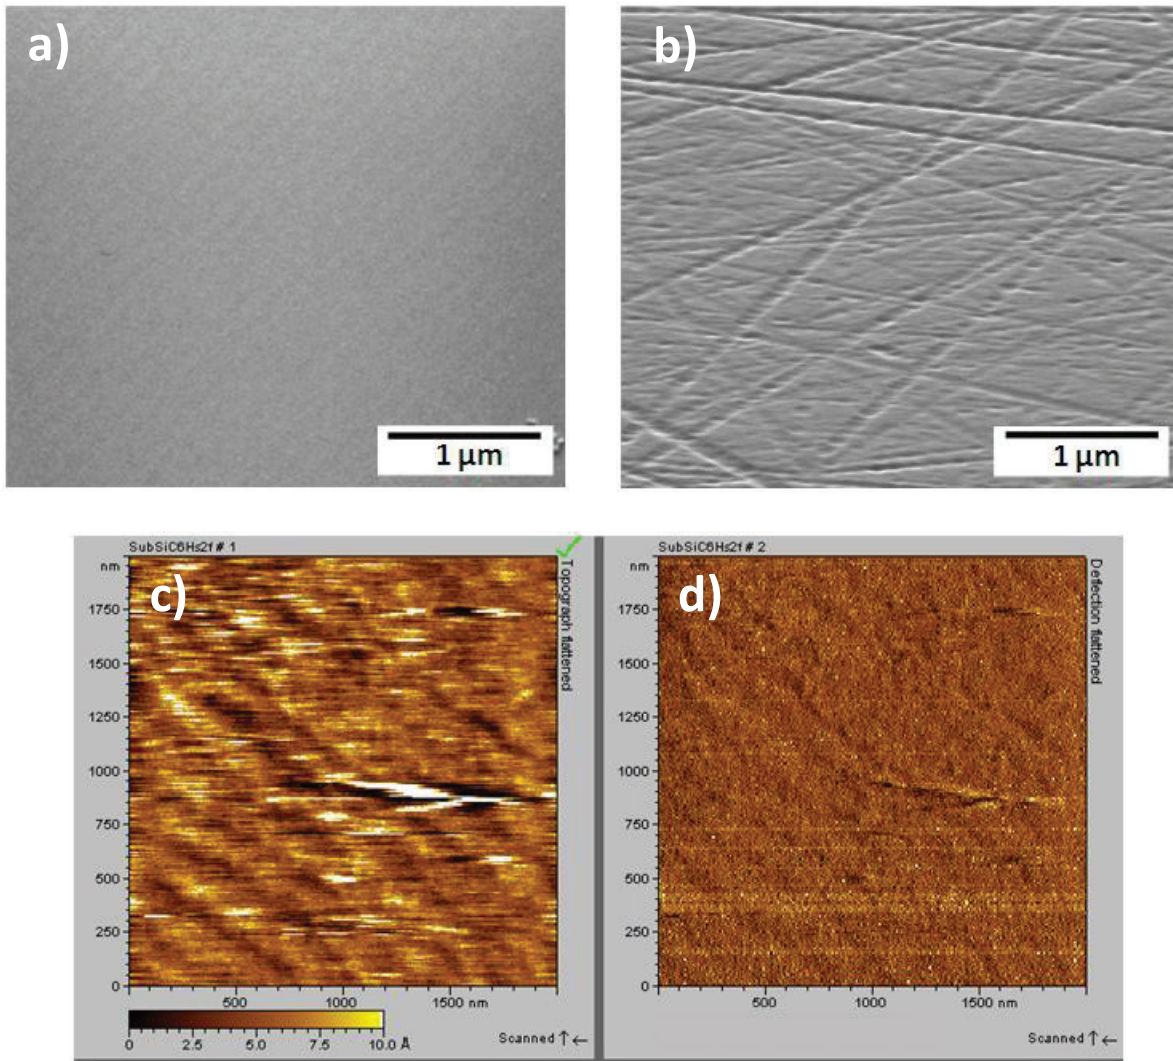 a)
b)
1 µm
1 µm
SubSiC6Hs2f # 1
SubSiC6Hs2f # 2
c)
d)
nm
1750
1500
1250
1000
750
500
250
0
500
1000
1500 nm
Topograph flattened
0
2.5
5.0
7.5
10.0 Å
Scanned ↑←
nm
1750
1500
1250
1000
750
500
250
0
500
1000
1500 nm
Deflection flattened
Scanned ↑←